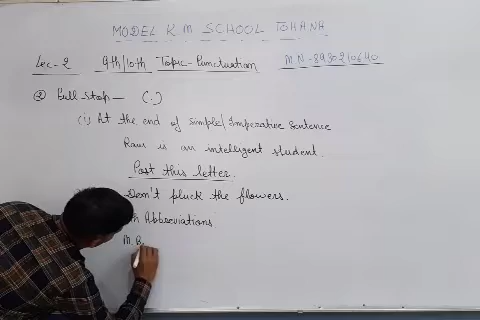 MODEL K.M SCHOOL TOHANA
Lec-2 9th/10th Topic-Punctuation M N-8930210640
② Full Stop- (.)
(i) At the end of Simple/Imperative Sentence
Ram is an intelligent student.
Post this letter.
Don't pluck the flowers.
Abbreviations
M.